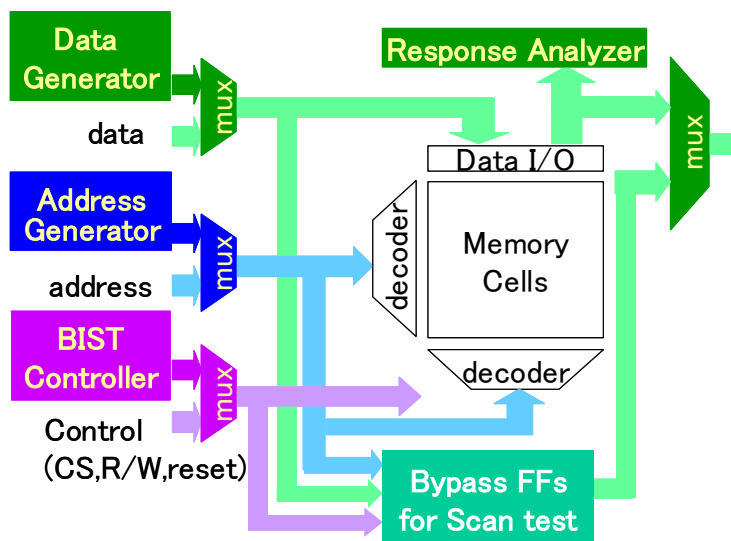 Data
Generator
mux
data
Response Analyzer
mux
Data I/O
Address
Generator
mux
address
decoder
Memory
Cells
BIST
Controller
mux
decoder
Control
(CS,R/W,reset)
Bypass FFs
for Scan test